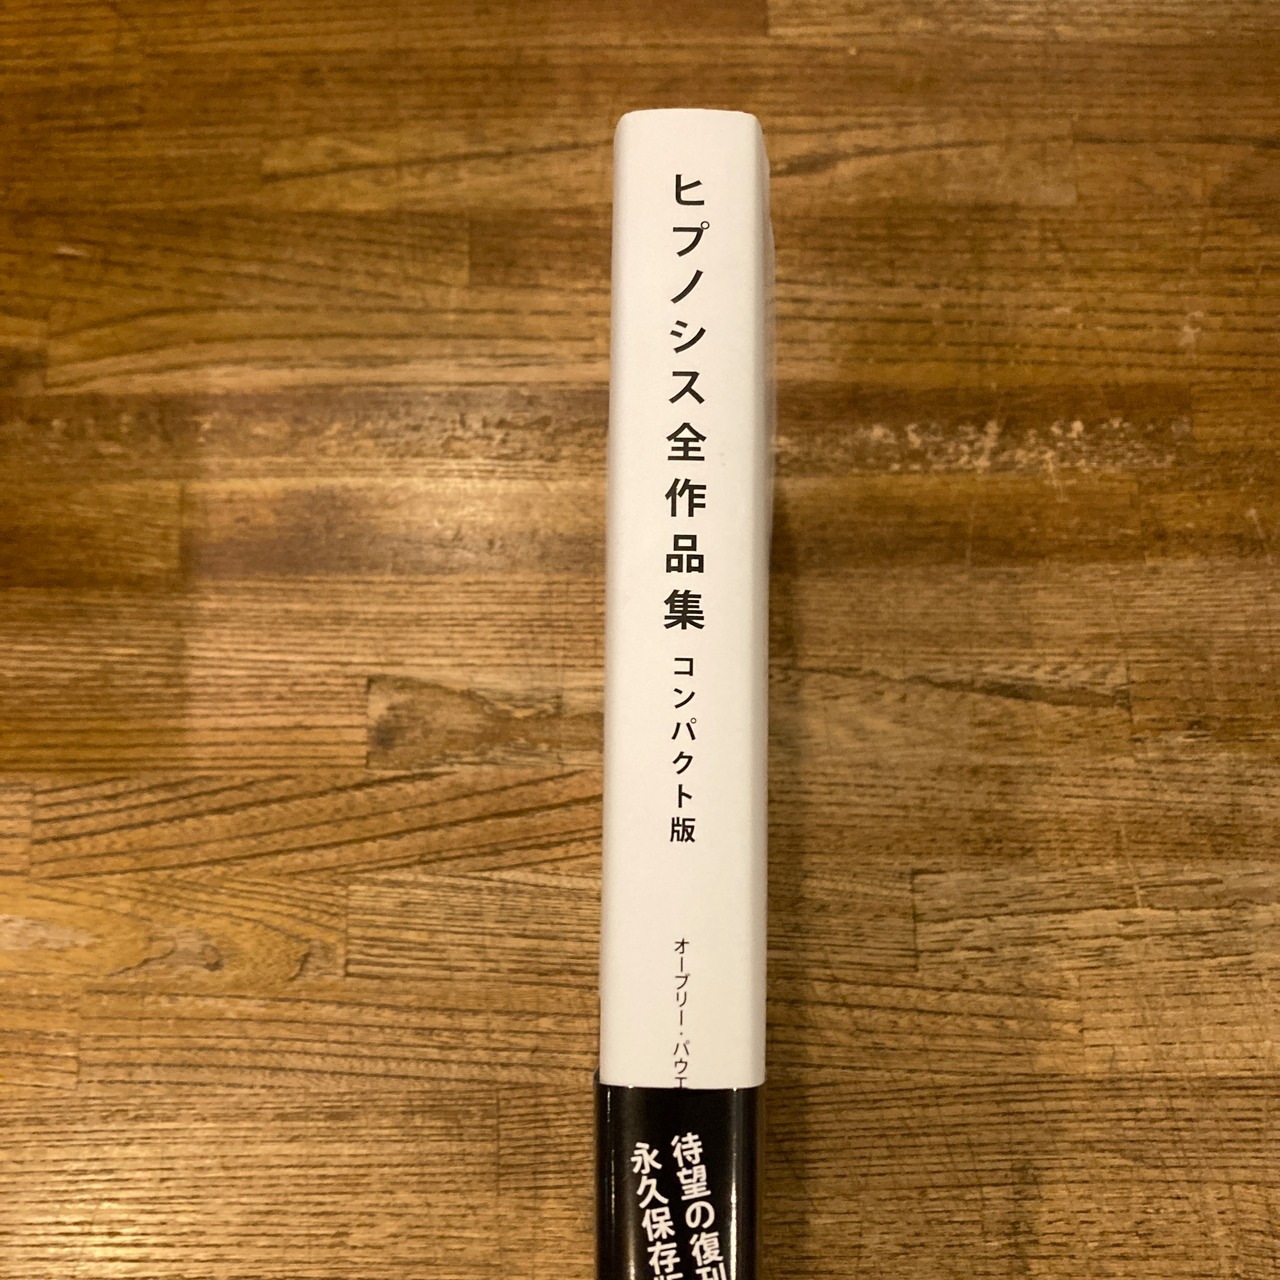 ヒプノシス全作品集 コンパクト版
オーブリー・パウエ
待望の復刊
永久保存版